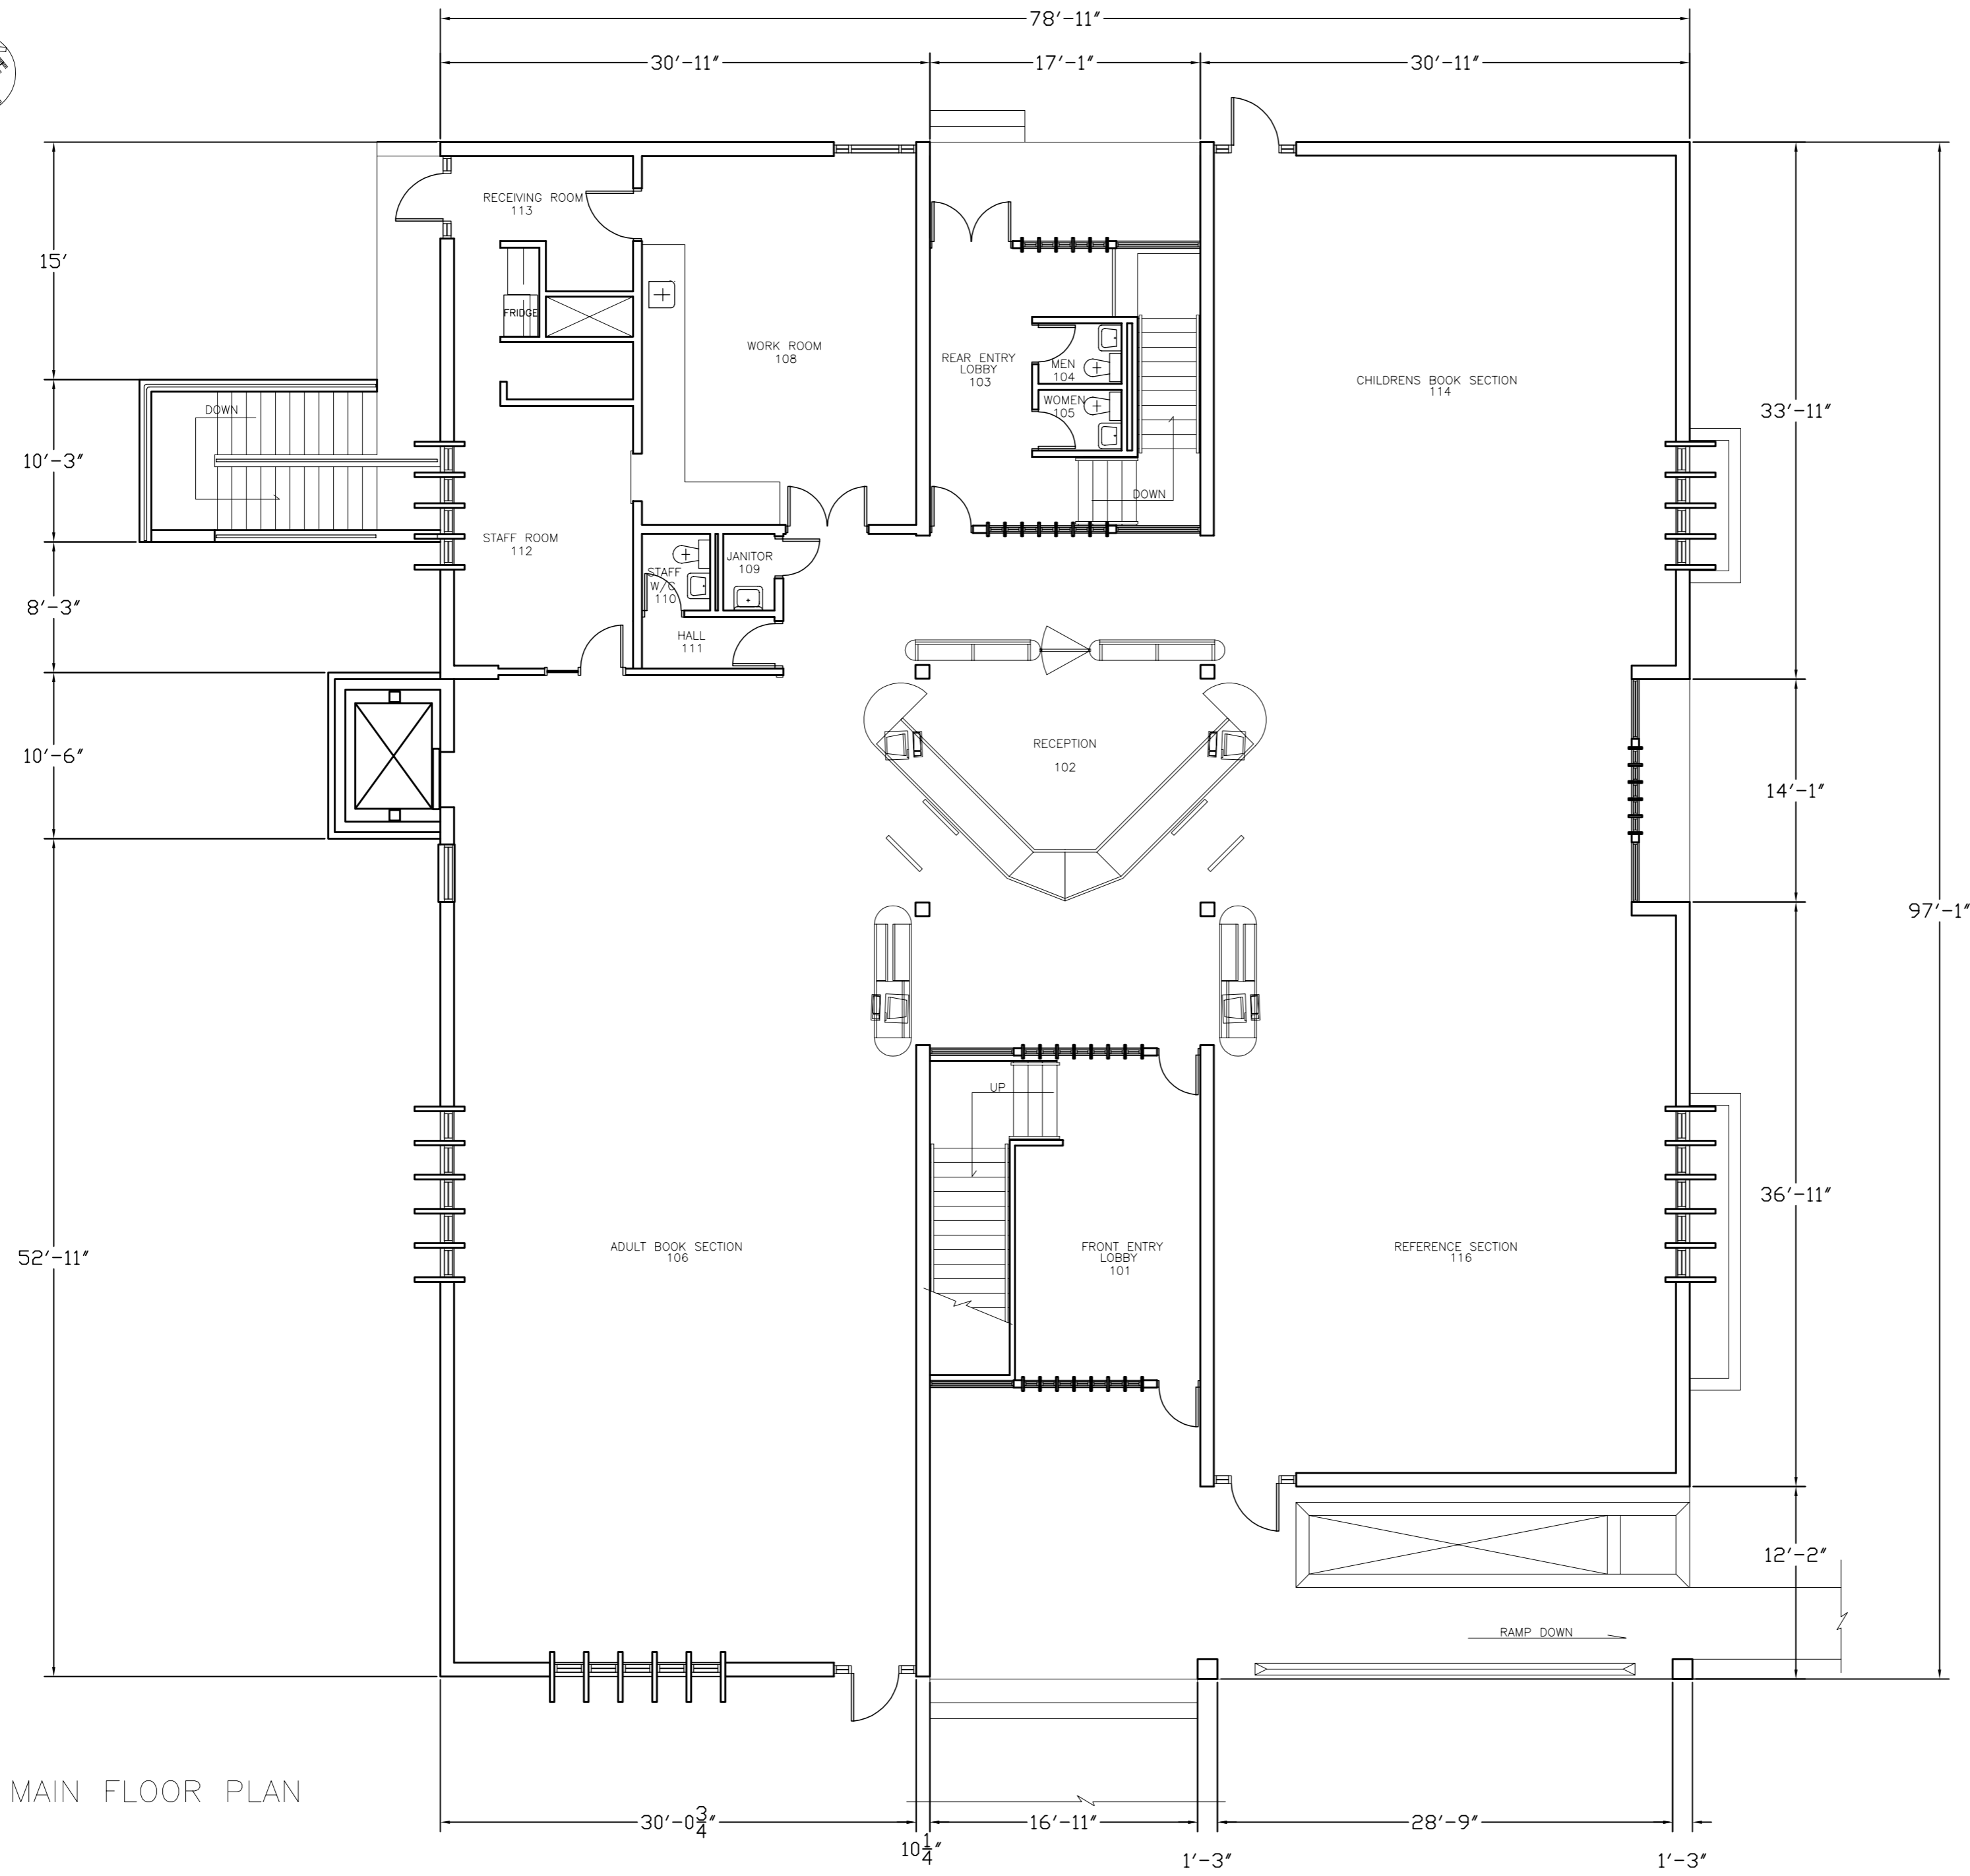 78'-11"
30'-11"
17'-1"
30'-11"
RECEIVING ROOM
113
15'
FRIDGE
WORK ROOM
108
REAR ENTRY
LOBBY
103
MEN
104
WOMEN
105
CHILDRENS BOOK SECTION
114
33'-11"
DOWN
10'-3"
DOWN
STAFF ROOM
112
JANITOR
109
STAFF
W/C
110
8'-3"
HALL
111
RECEPTION
102
10'-6"
14'-1"
97'-1"
UP
36'-11"
52'-11"
ADULT BOOK SECTION
106
FRONT ENTRY
LOBBY
101
REFERENCE SECTION
116
12'-2"
RAMP DOWN
MAIN FLOOR PLAN
30'-0 3/4"
10 1/4"
16'-11"
1'-3"
28'-9"
1'-3"